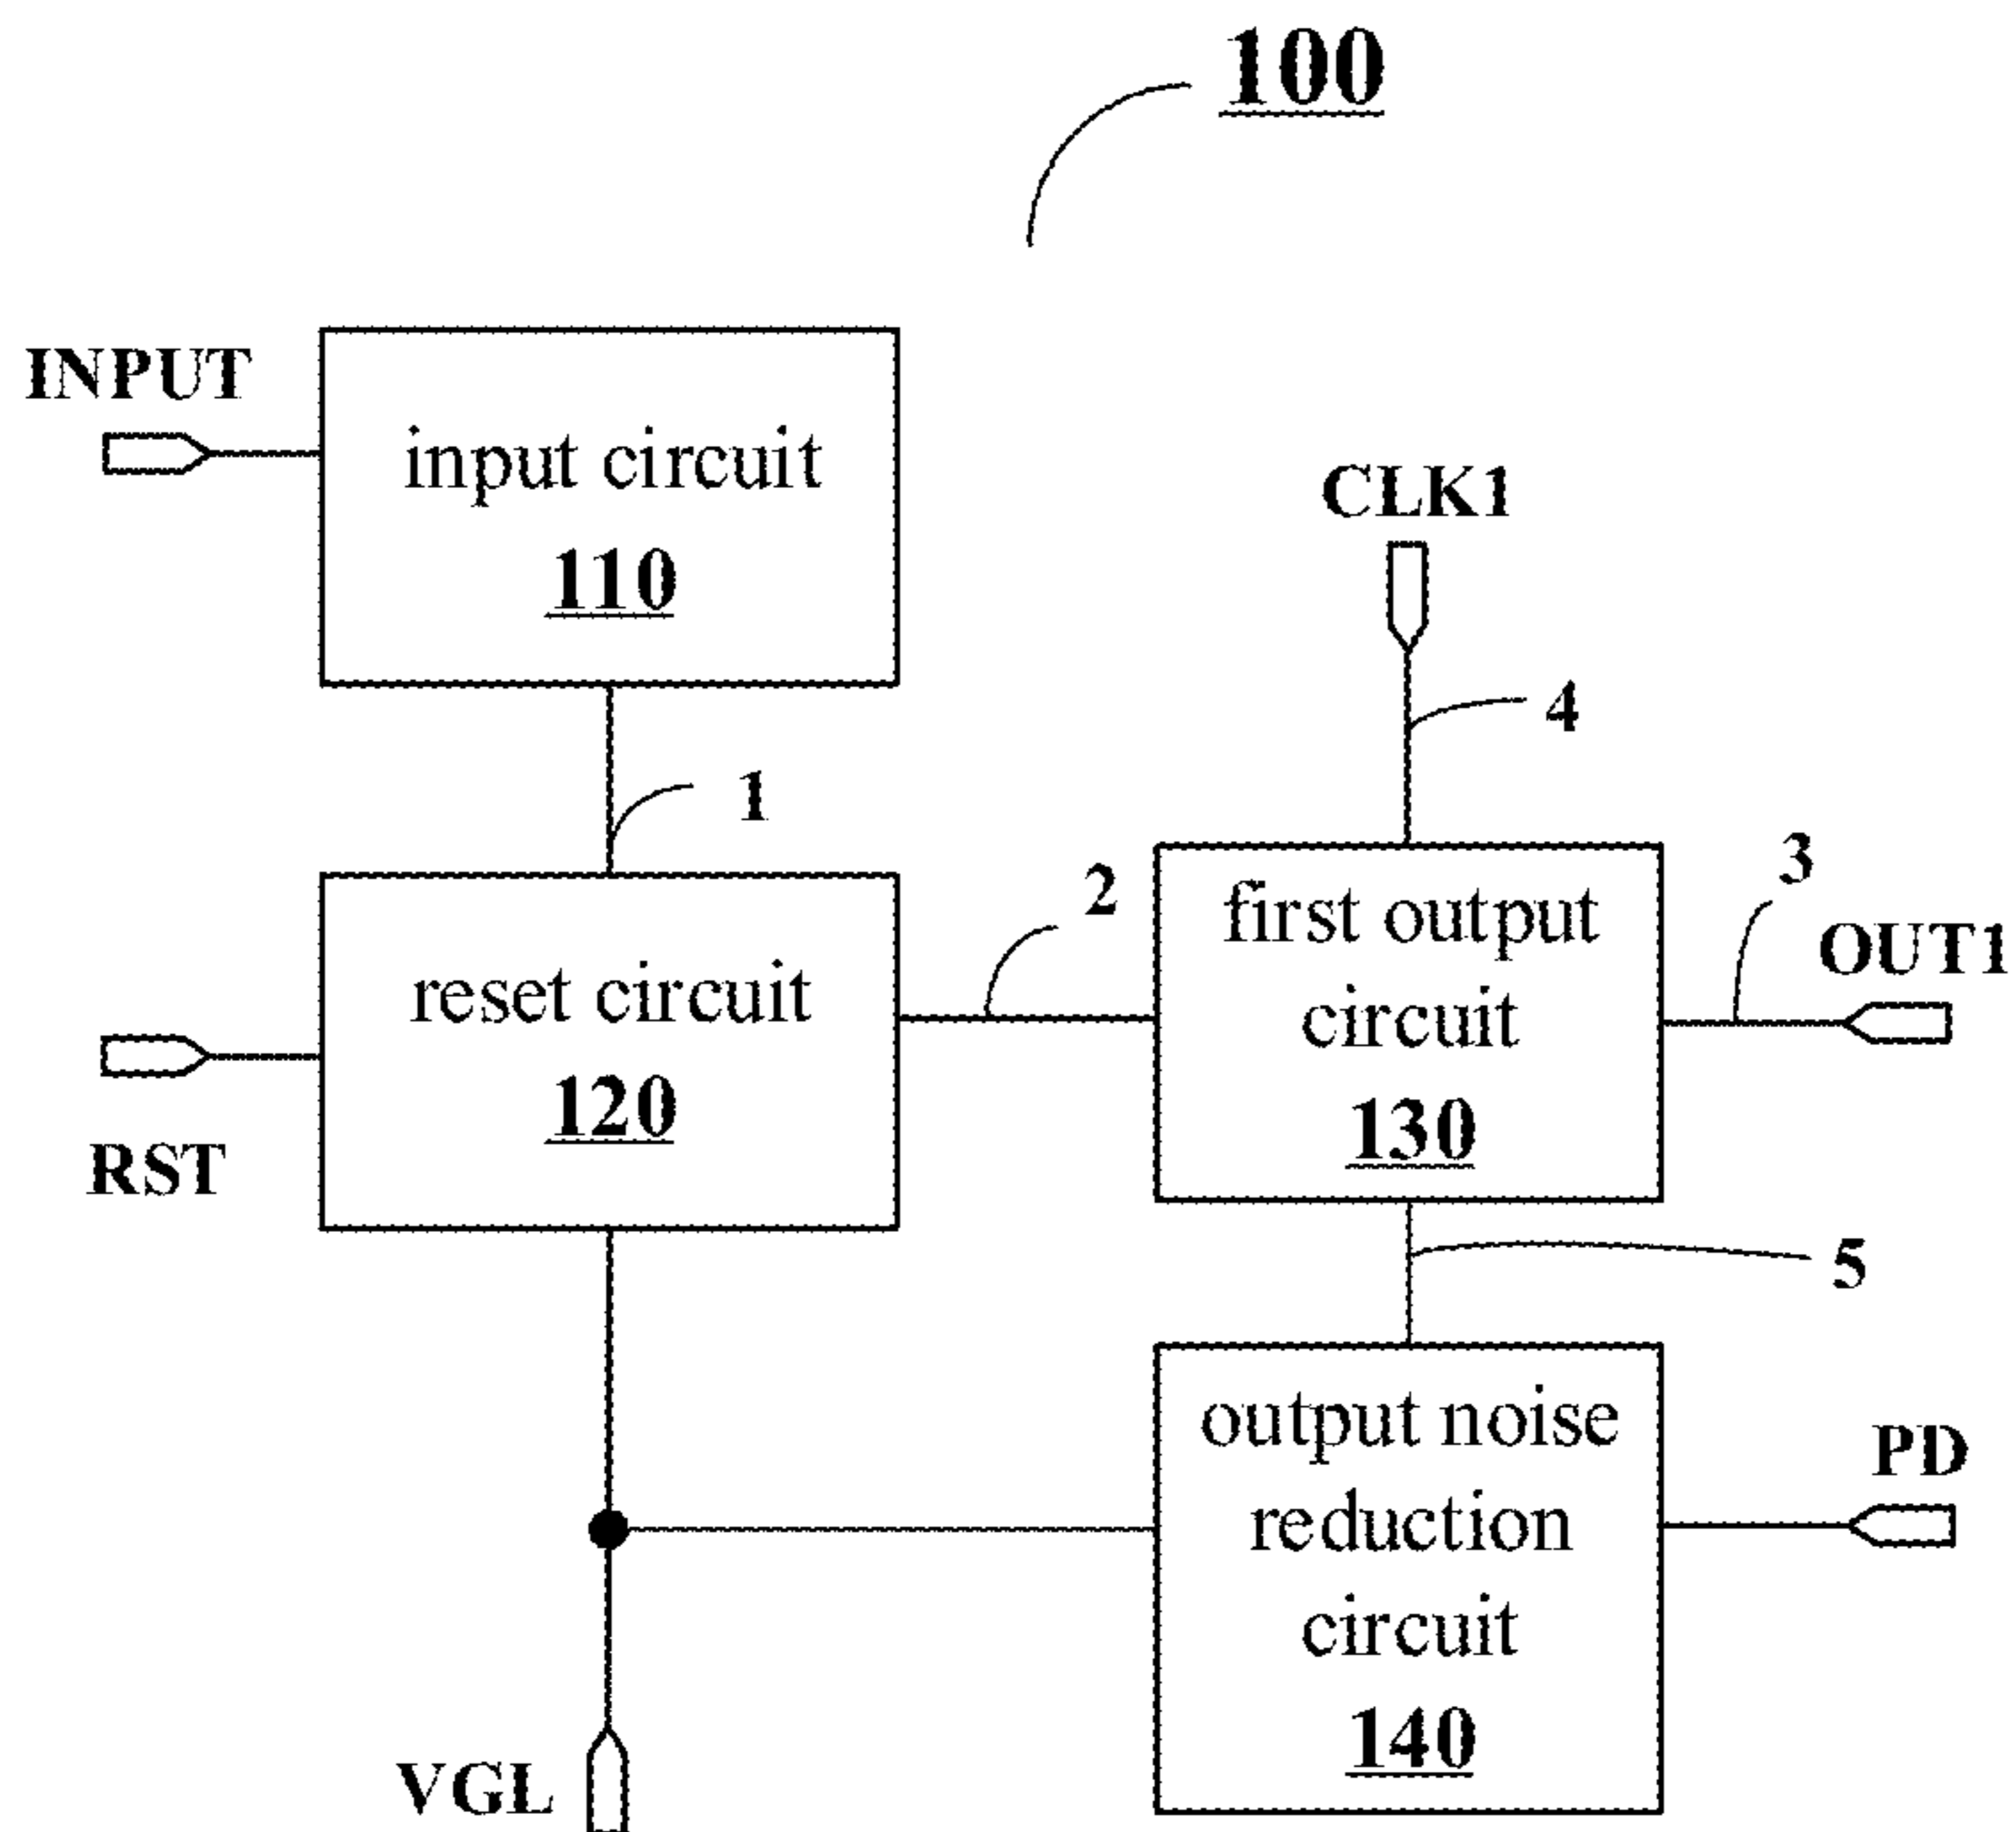 100
INPUT
input circuit
110
CLK1
4
1
2
3
first output
circuit
130
OUT1
reset circuit
120
RST
5
output noise
reduction
circuit
140
PD
VGL